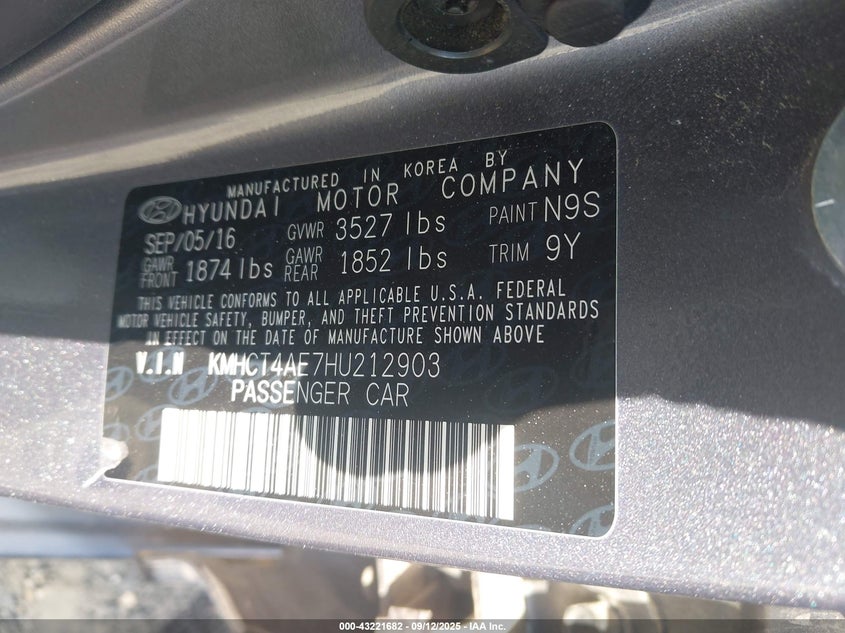 MANUFACTURED IN KOREA BY
HYUNDAI MOTOR COMPANY
SEP/05/16 GVWR 3527 lbs PAINT N9S
GAWR FRONT 1874 lbs GAWR REAR 1852 lbs TRIM 9Y
THIS VEHICLE CONFORMS TO ALL APPLICABLE U.S.A. FEDERAL
MOTOR VEHICLE SAFETY, BUMPER, AND THEFT PREVENTION STANDARDS
IN EFFECT ON THE DATE OF MANUFACTURE SHOWN ABOVE
V.I.N KMHCT4AE7HU212903
PASSENGER CAR
000-43221682 - 09/12/2025 - IAA Inc.